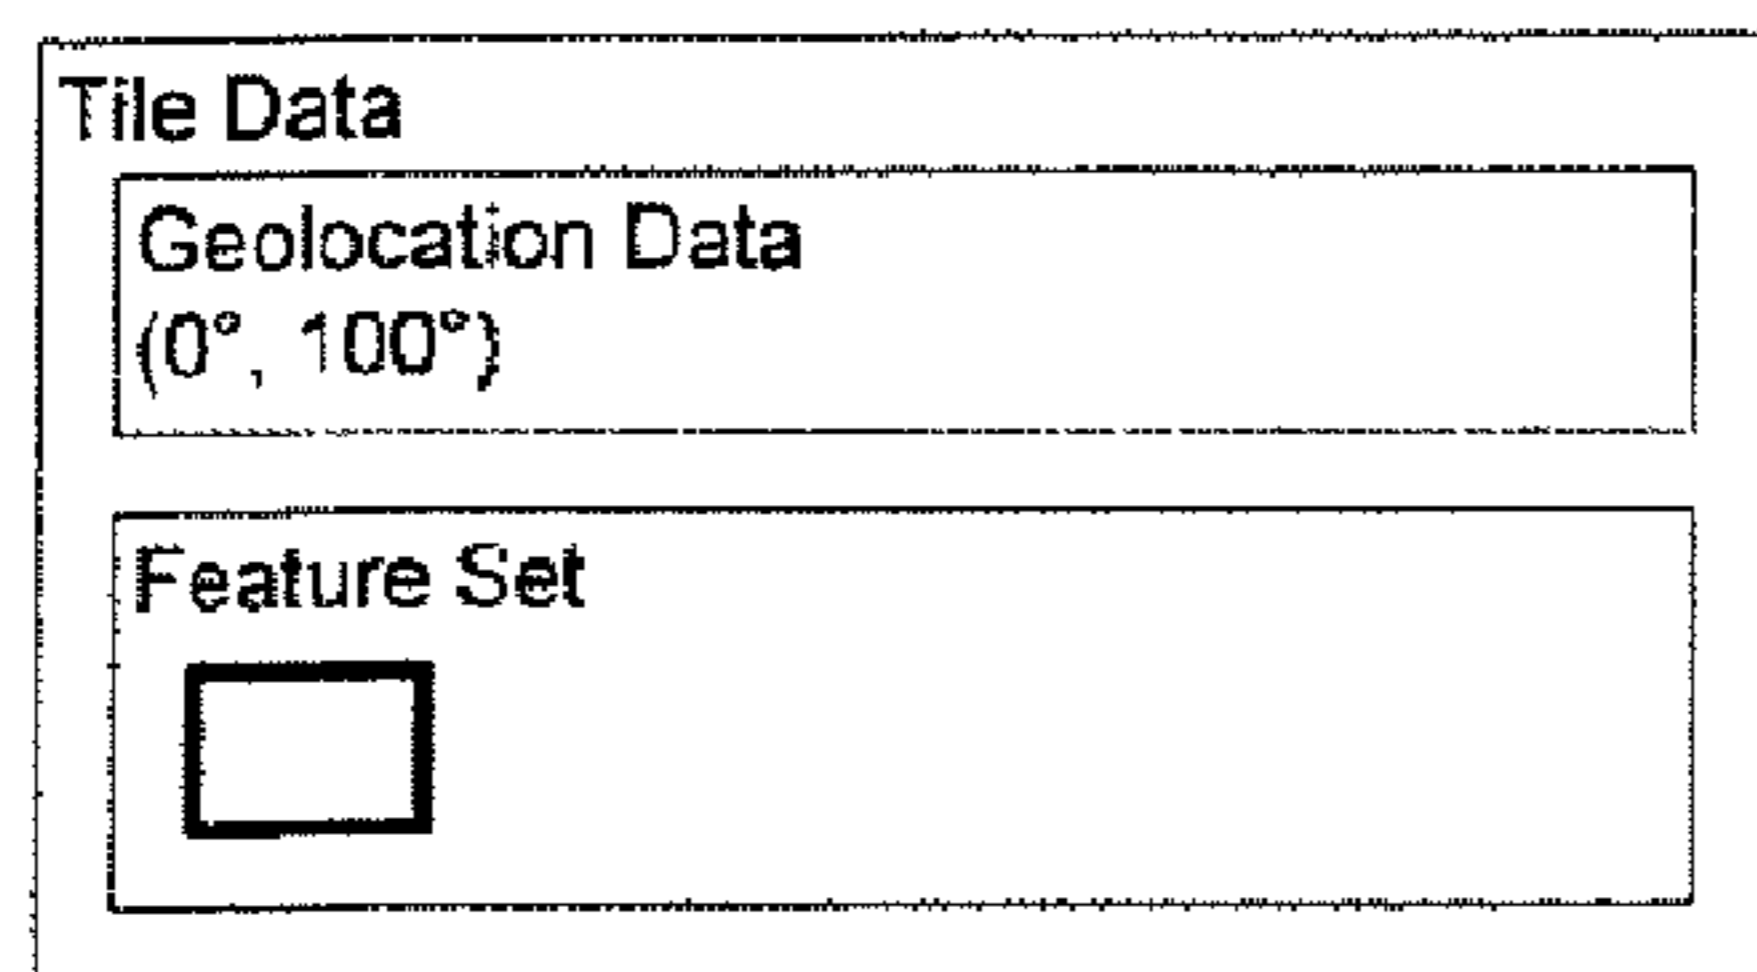 Tile Data
Geolocation Data
(0°, 100°)
Feature Set